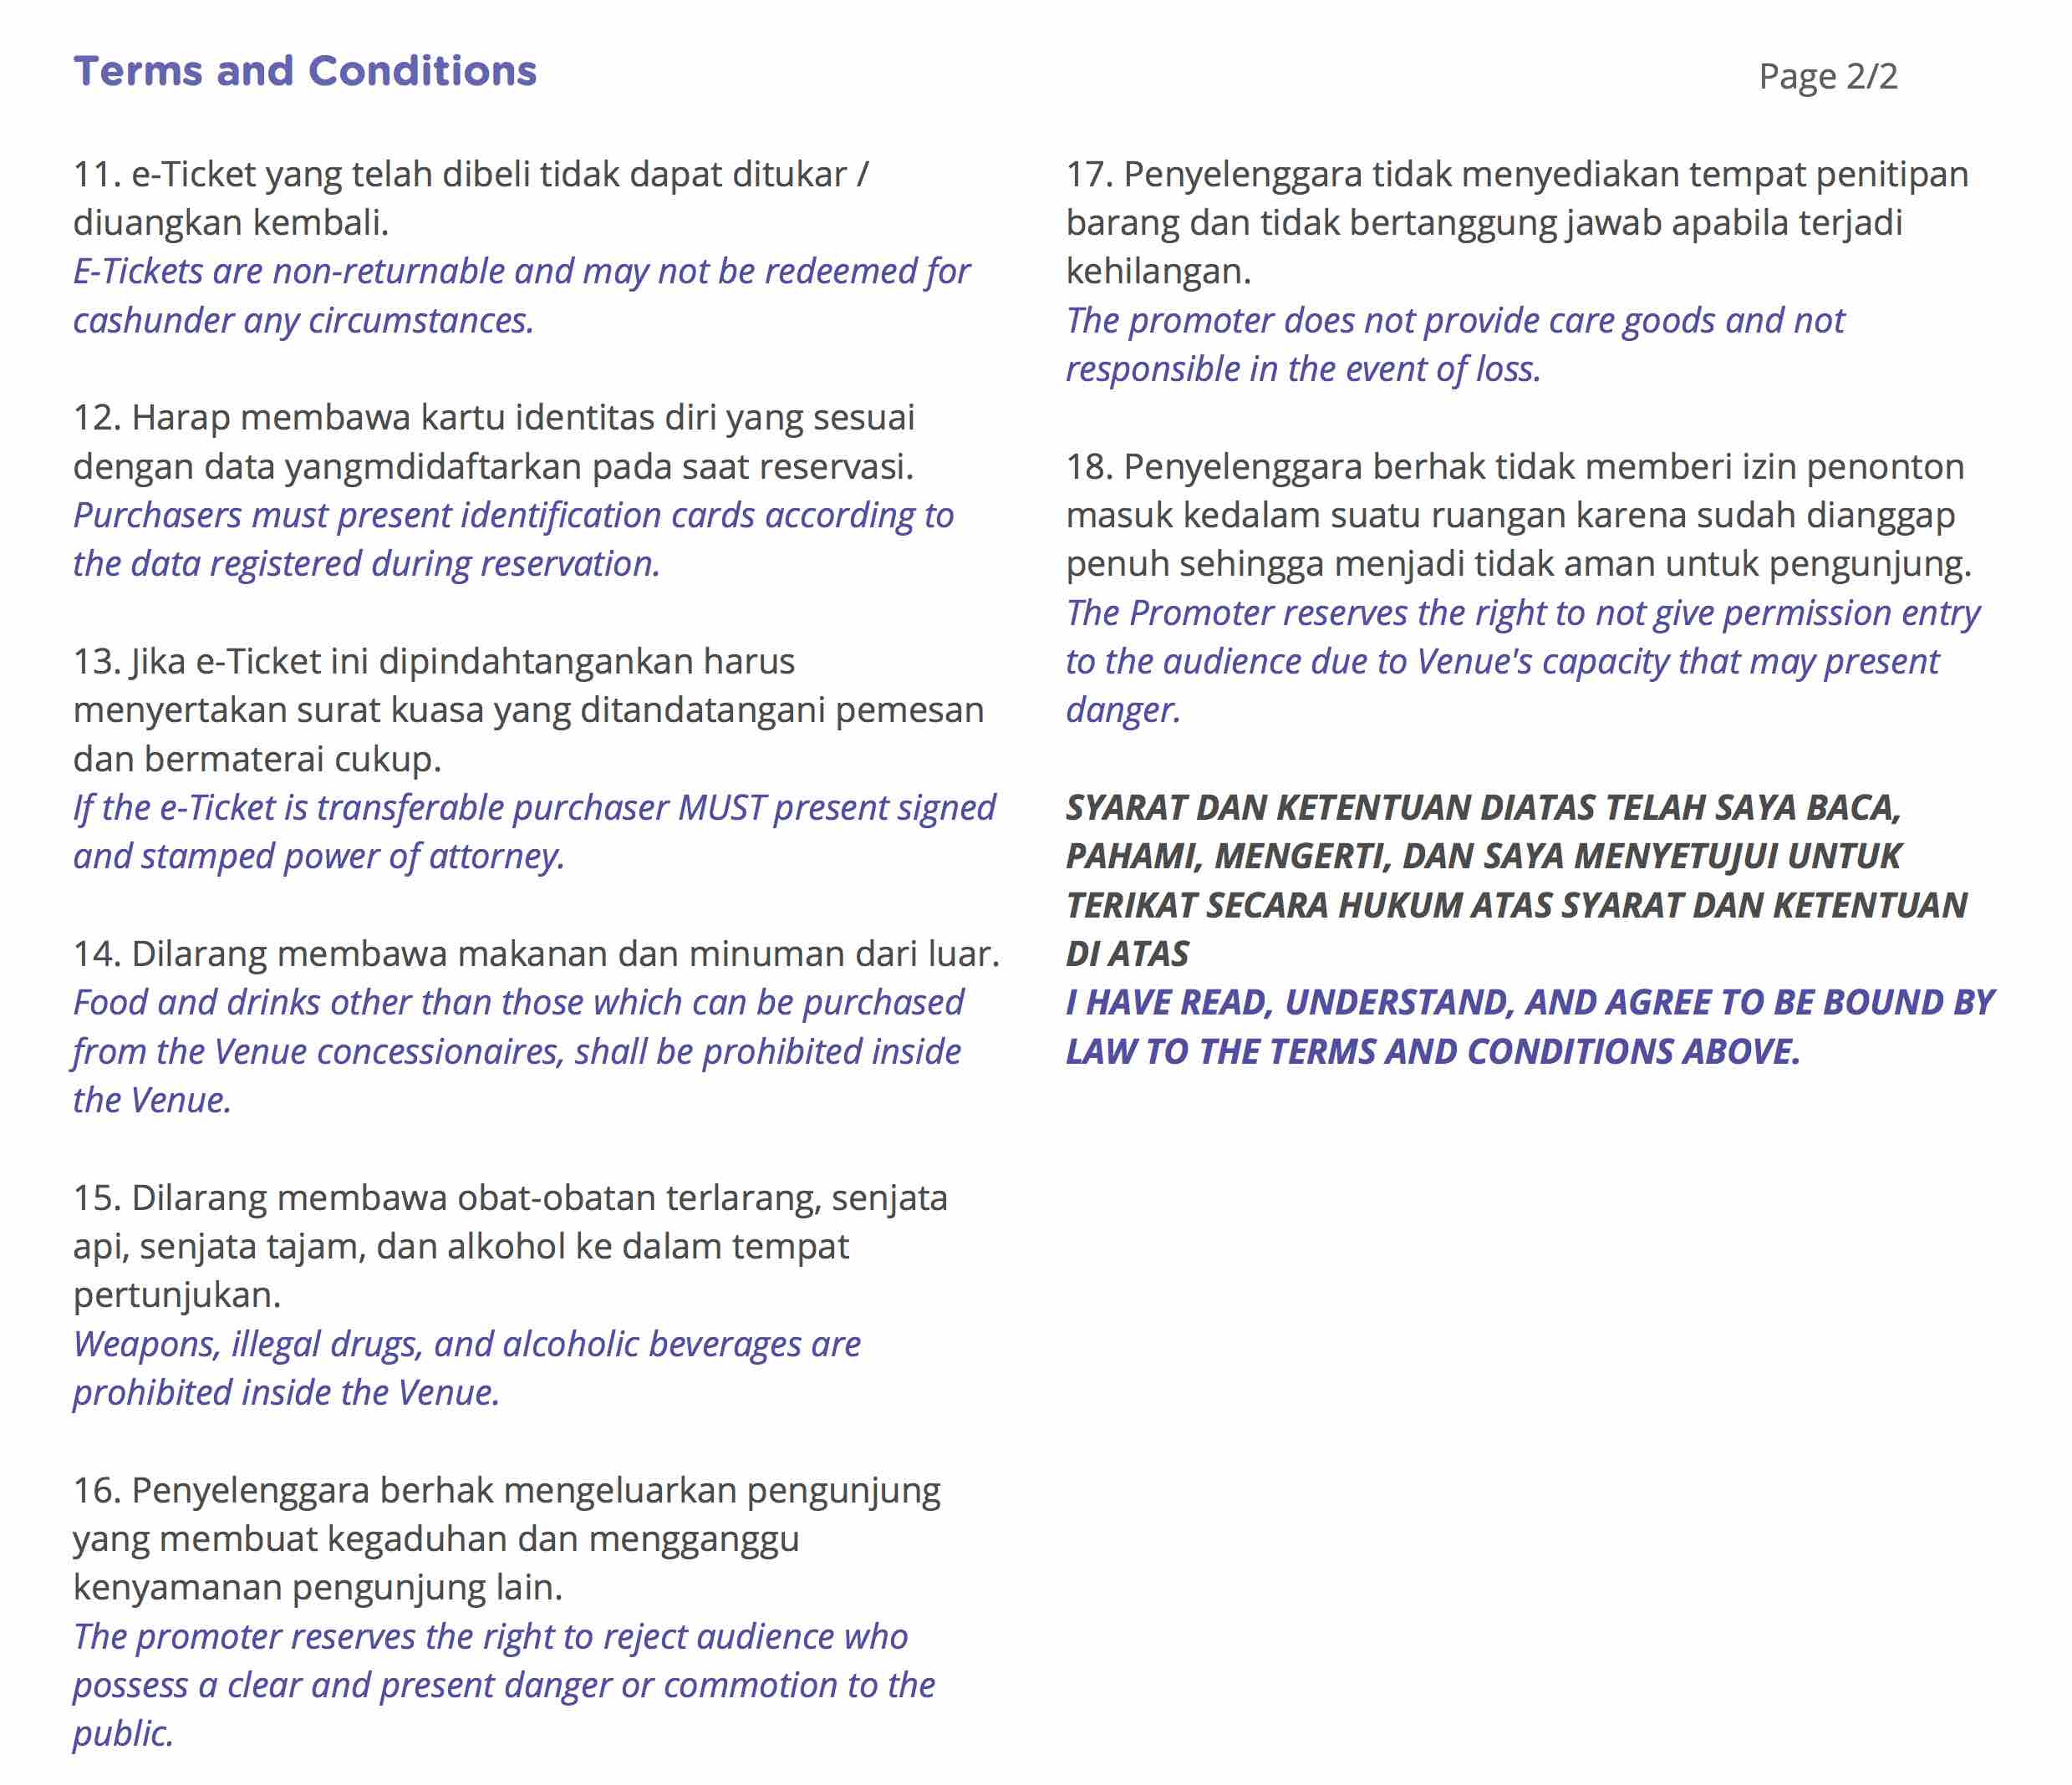 Terms and Conditions
Page 2/2
11. e-Ticket yang telah dibeli tidak dapat ditukar /
diuangkan kembali.
E-Tickets are non-returnable and may not be redeemed for
cashunder any circumstances.
12. Harap membawa kartu identitas diri yang sesuai
dengan data yangmdidaftarkan pada saat reservasi.
Purchasers must present identification cards according to
the data registered during reservation.
13. Jika e-Ticket ini dipindahtangankan harus
menyertakan surat kuasa yang ditandatangani pemesan
dan bermaterai cukup.
If the e-Ticket is transferable purchaser MUST present signed
and stamped power of attorney.
14. Dilarang membawa makanan dan minuman dari luar.
Food and drinks other than those which can be purchased
from the Venue concessionaires, shall be prohibited inside
the Venue.
15. Dilarang membawa obat-obatan terlarang, senjata
api, senjata tajam, dan alkohol ke dalam tempat
pertunjukan.
Weapons, illegal drugs, and alcoholic beverages are
prohibited inside the Venue.
16. Penyelenggara berhak mengeluarkan pengunjung
yang membuat kegaduhan dan mengganggu
kenyamanan pengunjung lain.
The promoter reserves the right to reject audience who
possess a clear and present danger or commotion to the
public.
17. Penyelenggara tidak menyediakan tempat penitipan
barang dan tidak bertanggung jawab apabila terjadi
kehilangan.
The promoter does not provide care goods and not
responsible in the event of loss.
18. Penyelenggara berhak tidak memberi izin penonton
masuk kedalam suatu ruangan karena sudah dianggap
penuh sehingga menjadi tidak aman untuk pengunjung.
The Promoter reserves the right to not give permission entry
to the audience due to Venue's capacity that may present
danger.
SYARAT DAN KETENTUAN DIATAS TELAH SAYA BACA,
PAHAMI, MENGERTI, DAN SAYA MENYETUJUI UNTUK
TERIKAT SECARA HUKUM ATAS SYARAT DAN KETENTUAN
DI ATAS
I HAVE READ, UNDERSTAND, AND AGREE TO BE BOUND BY
LAW TO THE TERMS AND CONDITIONS ABOVE.